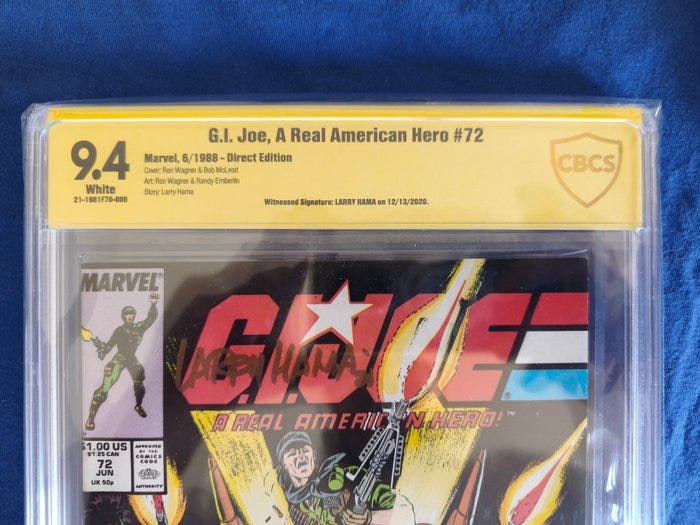 G.I. Joe, A Real American Hero #72
9.4
White
21-1981F70-006
Marvel, 6/1988 - Direct Edition
Cover: Ron Wagner & Bob McLeod
Art: Ron Wagner & Randy Emberlin
Story: Larry Hama
Witnessed Signature: LARRY HAMA on 12/13/2020.
CBCS
MARVEL
G.I. JOE
LARRY HAMA
A REAL AMERICAN HERO!™
$1.00 US
$1.25 CAN
72
JUN
UK 50p
APPROVED
BY THE
COMICS
CODE
AUTHORITY